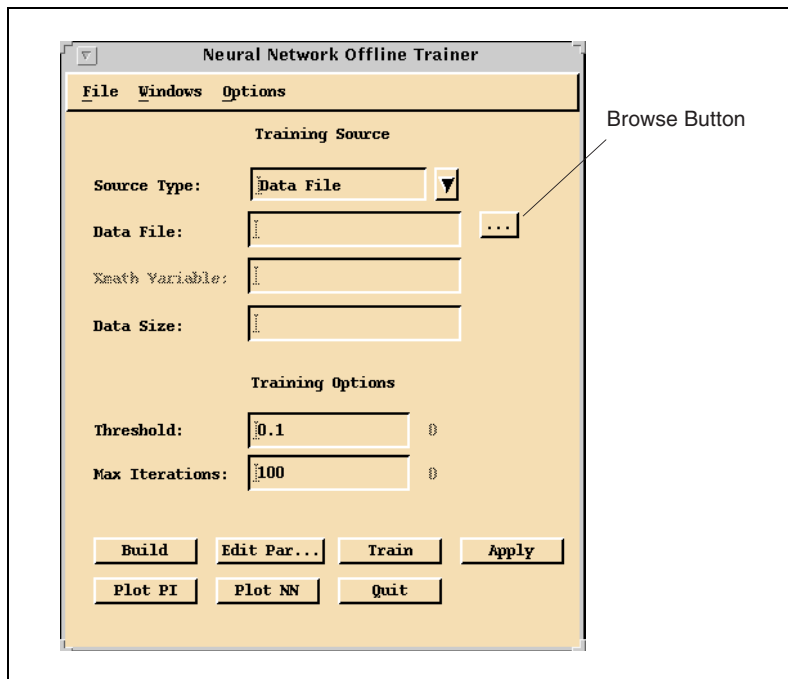 Neural Network Offline Trainer
File Windows Options
Training Source
Browse Button
Source Type: Data File
Data File: ...
Xmath Variable:
Data Size:
Training Options
Threshold: 0.1 0
Max Iterations: 100 0
Build Edit Par... Train Apply
Plot PI Plot NN Quit